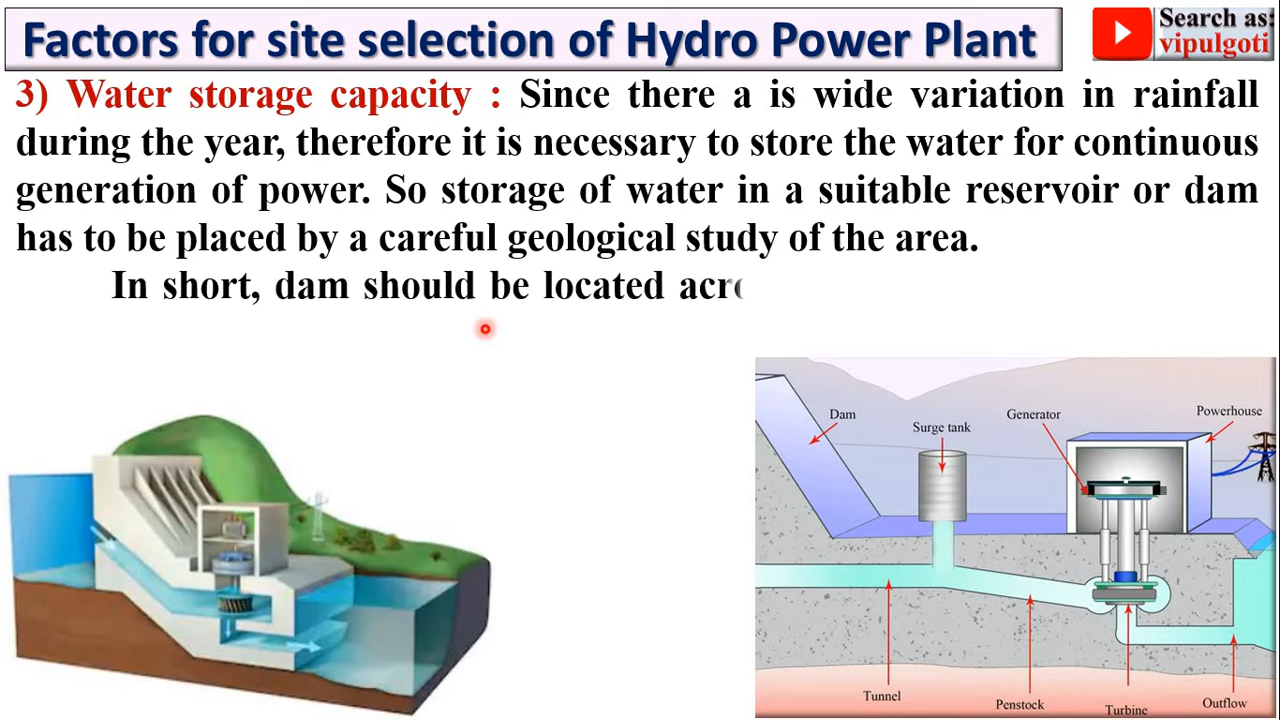 Factors for site selection of Hydro Power Plant
Search as:
vipulgoti
3) Water storage capacity : Since there a is wide variation in rainfall
during the year, therefore it is necessary to store the water for continuous
generation of power. So storage of water in a suitable reservoir or dam
has to be placed by a careful geological study of the area.
In short, dam should be located
Dam
Surge tank
Generator
Powerhouse
Tunnel
Penstock
Turbine
Outflow